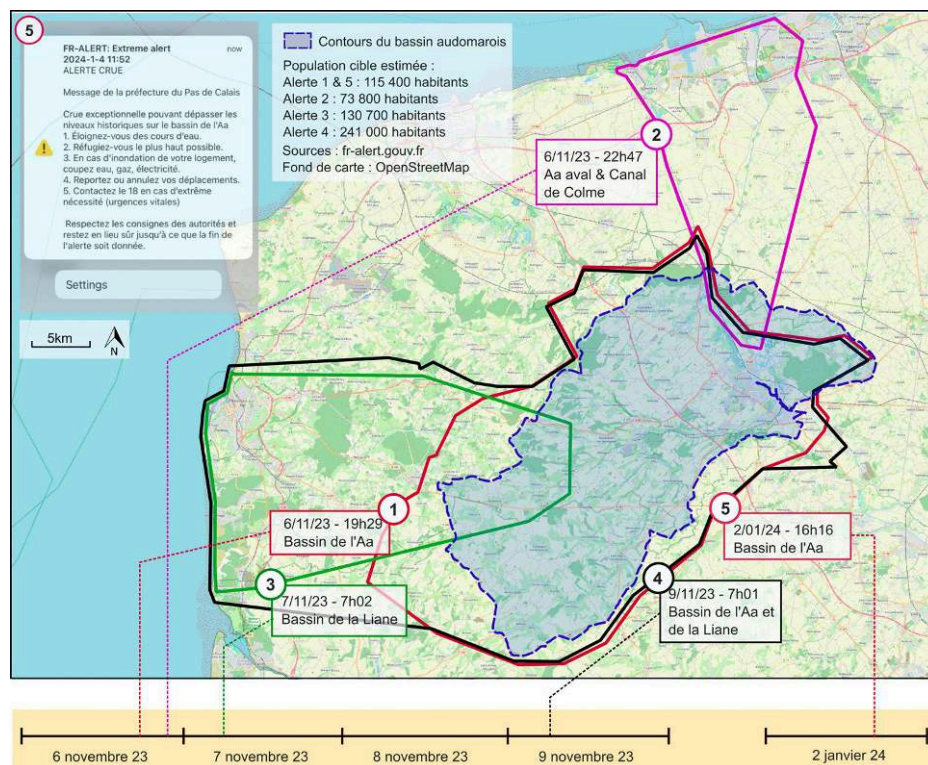 5
FR-ALERT: Extreme alert
now
2024-1-4 11:52
ALERTE CRUE
Message de la préfecture du Pas de Calais
Crue exceptionnelle pouvant dépasser les
niveaux historiques sur le bassin de l'Aa
1. Éloignez-vous des cours d'eau.
2. Réfugiez-vous le plus haut possible.
3. En cas d'inondation de votre logement,
coupez eau, gaz, électricité.
4. Reportez ou annulez vos déplacements.
5. Contactez le 18 en cas d'extrême
nécessité (urgences vitales)
Respectez les consignes des autorités et
restez en lieu sûr jusqu'à ce que la fin de
l'alerte soit donnée.
Settings
Contours du bassin audomarois
Population cible estimée :
Alerte 1 & 5 : 115 400 habitants
Alerte 2 : 73 800 habitants
Alerte 3 : 130 700 habitants
Alerte 4 : 241 000 habitants
Sources : fr-alert.gouv.fr
Fond de carte : OpenStreetMap
5km
N
2
6/11/23 - 22h47
Aa aval & Canal
de Colme
1
6/11/23 - 19h29
Bassin de l'Aa
5
2/01/24 - 16h16
Bassin de l'Aa
3
7/11/23 - 7h02
Bassin de la Liane
4
9/11/23 - 7h01
Bassin de l'Aa et
de la Liane
6 novembre 23
7 novembre 23
8 novembre 23
9 novembre 23
2 janvier 24